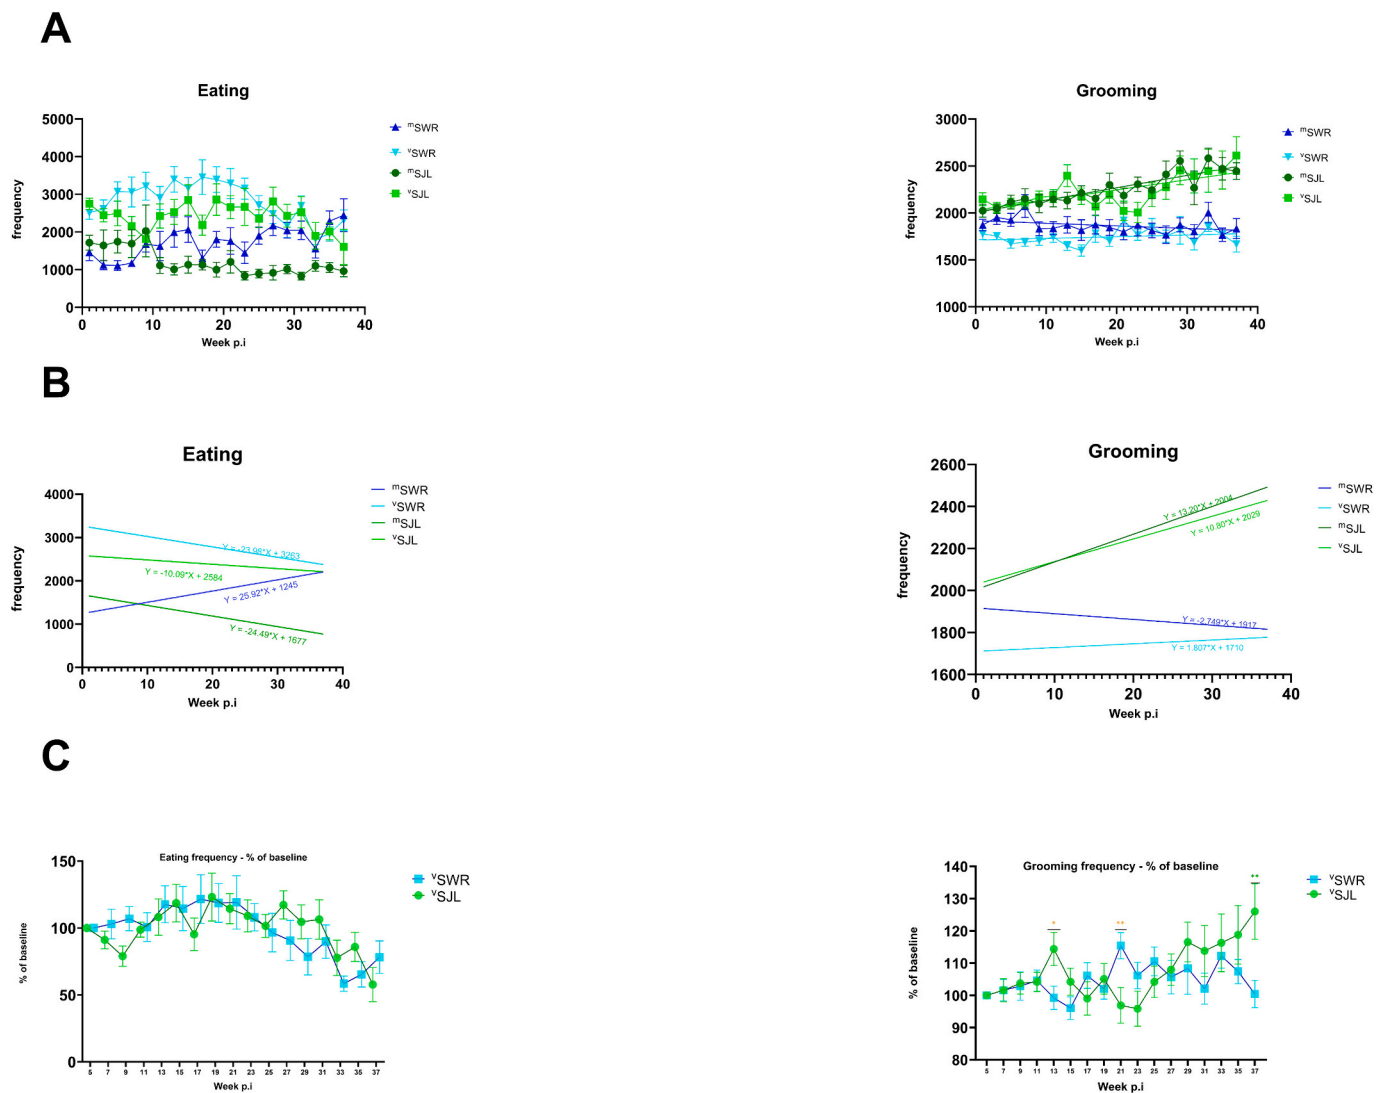 A
Eating
5000
4000
3000
2000
1000
0
frequency
0 10 20 30 40
Week p.i
mSWR
vSWR
mSJL
vSJL
Grooming
3000
2500
2000
1500
1000
frequency
0 10 20 30 40
Week p.i
mSWR
vSWR
mSJL
vSJL
B
Eating
4000
3000
2000
1000
0
frequency
0 10 20 30 40
Week p.i
Y = -23.98*X + 3263
Y = -10.09*X + 2584
Y = 25.92*X + 1245
Y = -24.49*X + 1677
mSWR
vSWR
mSJL
vSJL
Grooming
2600
2400
2200
2000
1800
1600
frequency
0 10 20 30 40
Week p.i
Y = 13.20*X + 2004
Y = 10.80*X + 2029
Y = -2.749*X + 1917
Y = 1.807*X + 1710
mSWR
vSWR
mSJL
vSJL
C
Eating frequency - % of baseline
150
100
50
0
% of baseline
5 7 9 11 13 15 17 19 21 23 25 27 29 31 33 35 37
Week p.i
vSWR
vSJL
Grooming frequency - % of baseline
140
130
120
110
100
90
80
% of baseline
* ** **
5 7 9 11 13 15 17 19 21 23 25 27 29 31 33 35 37
Week p.i
vSWR
vSJL